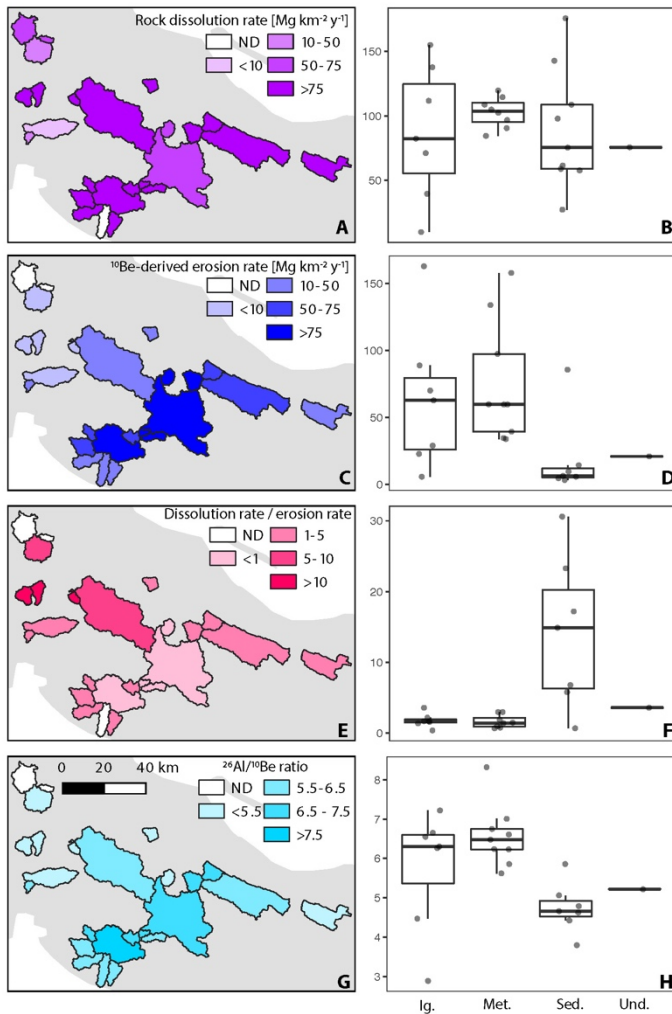 Rock dissolution rate [Mg km⁻² y⁻¹]
ND 10-50
<10 50-75
>75
A
150
100
50
B
¹⁰Be-derived erosion rate [Mg km⁻² y⁻¹]
ND 10-50
<10 50-75
>75
C
150
100
50
0
D
Dissolution rate / erosion rate
ND 1-5
<1 5-10
>10
E
30
20
10
0
F
0 20 40 km
²⁶Al/¹⁰Be ratio
ND 5.5-6.5
<5.5 6.5-7.5
>7.5
G
8
7
6
5
4
3
H
Ig. Met. Sed. Und.